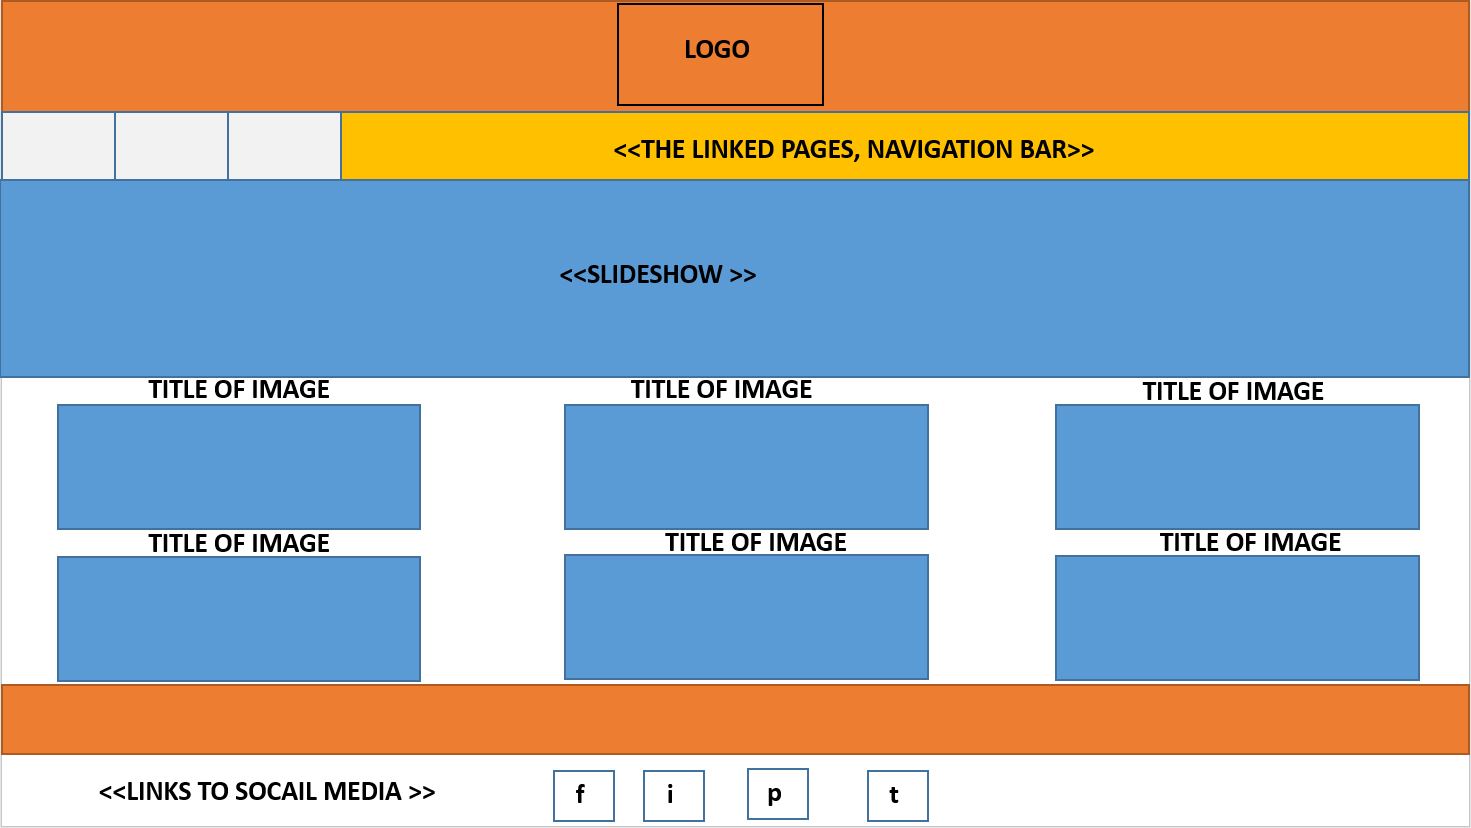 LOGO
<<THE LINKED PAGES, NAVIGATION BAR>>
<<SLIDESHOW >>
TITLE OF IMAGE
TITLE OF IMAGE
TITLE OF IMAGE
TITLE OF IMAGE
TITLE OF IMAGE
TITLE OF IMAGE
<<LINKS TO SOCAIL MEDIA >>
f
i
p
t